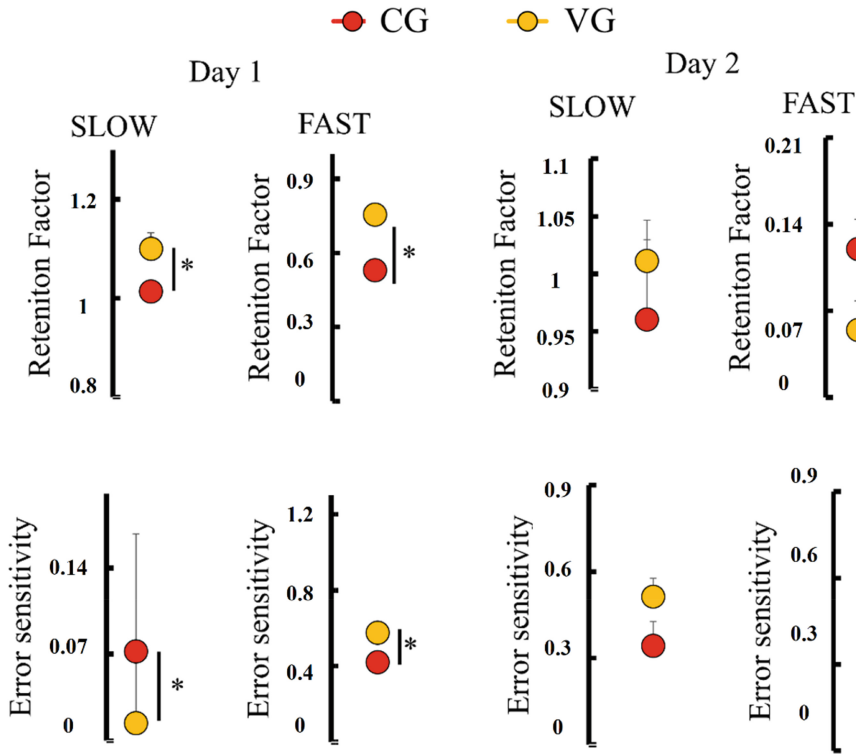 CG VG
Day 1
Day 2
SLOW
FAST
SLOW
FAST
Reteniton Factor
1.2
1
0.8
*
Reteniton Factor
0.9
0.6
0.3
0
*
Reteniton Factor
1.1
1.05
1
0.95
0.9
Reteniton Factor
0.21
0.14
0.07
0
Error sensitivity
0.14
0.07
0
*
Error sensitivity
1.2
0.8
0.4
0
*
Error sensitivity
0.9
0.6
0.3
0
Error sensitivity
0.9
0.6
0.3
0